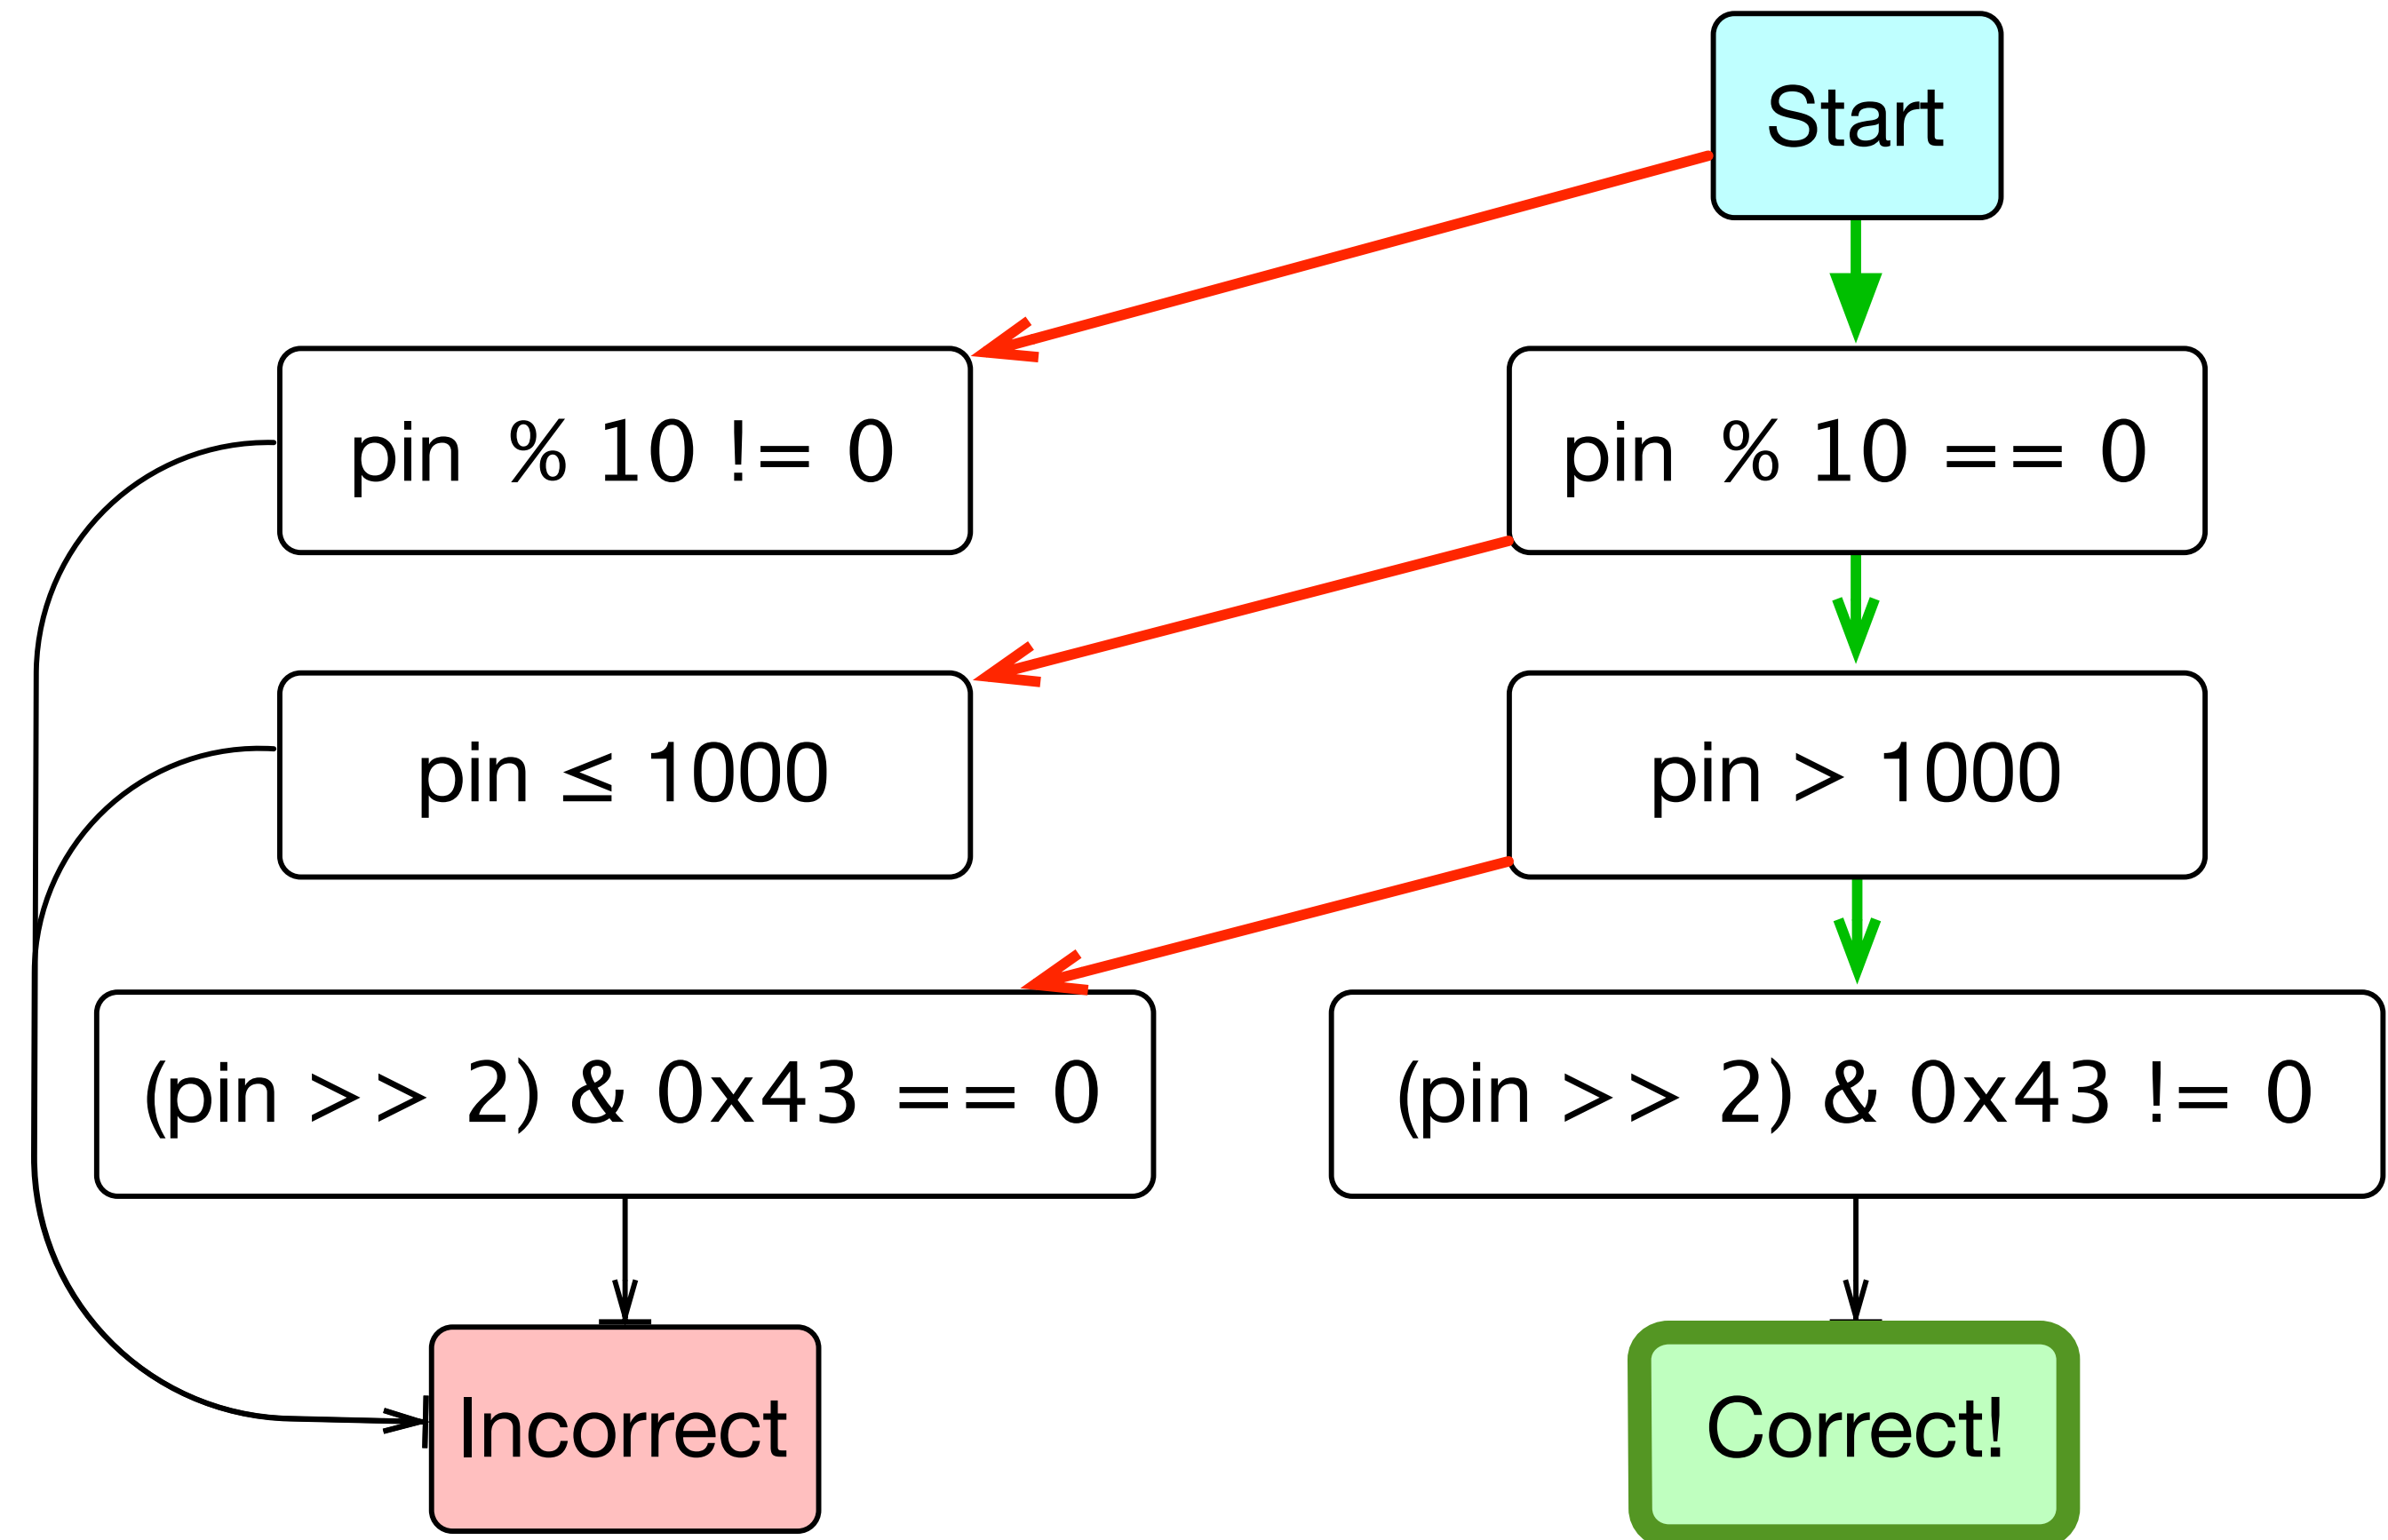 Start
pin % 10 != 0
pin % 10 == 0
pin ≤ 1000
pin > 1000
(pin >> 2) & 0x43 == 0
(pin >> 2) & 0x43 != 0
Incorrect
Correct!